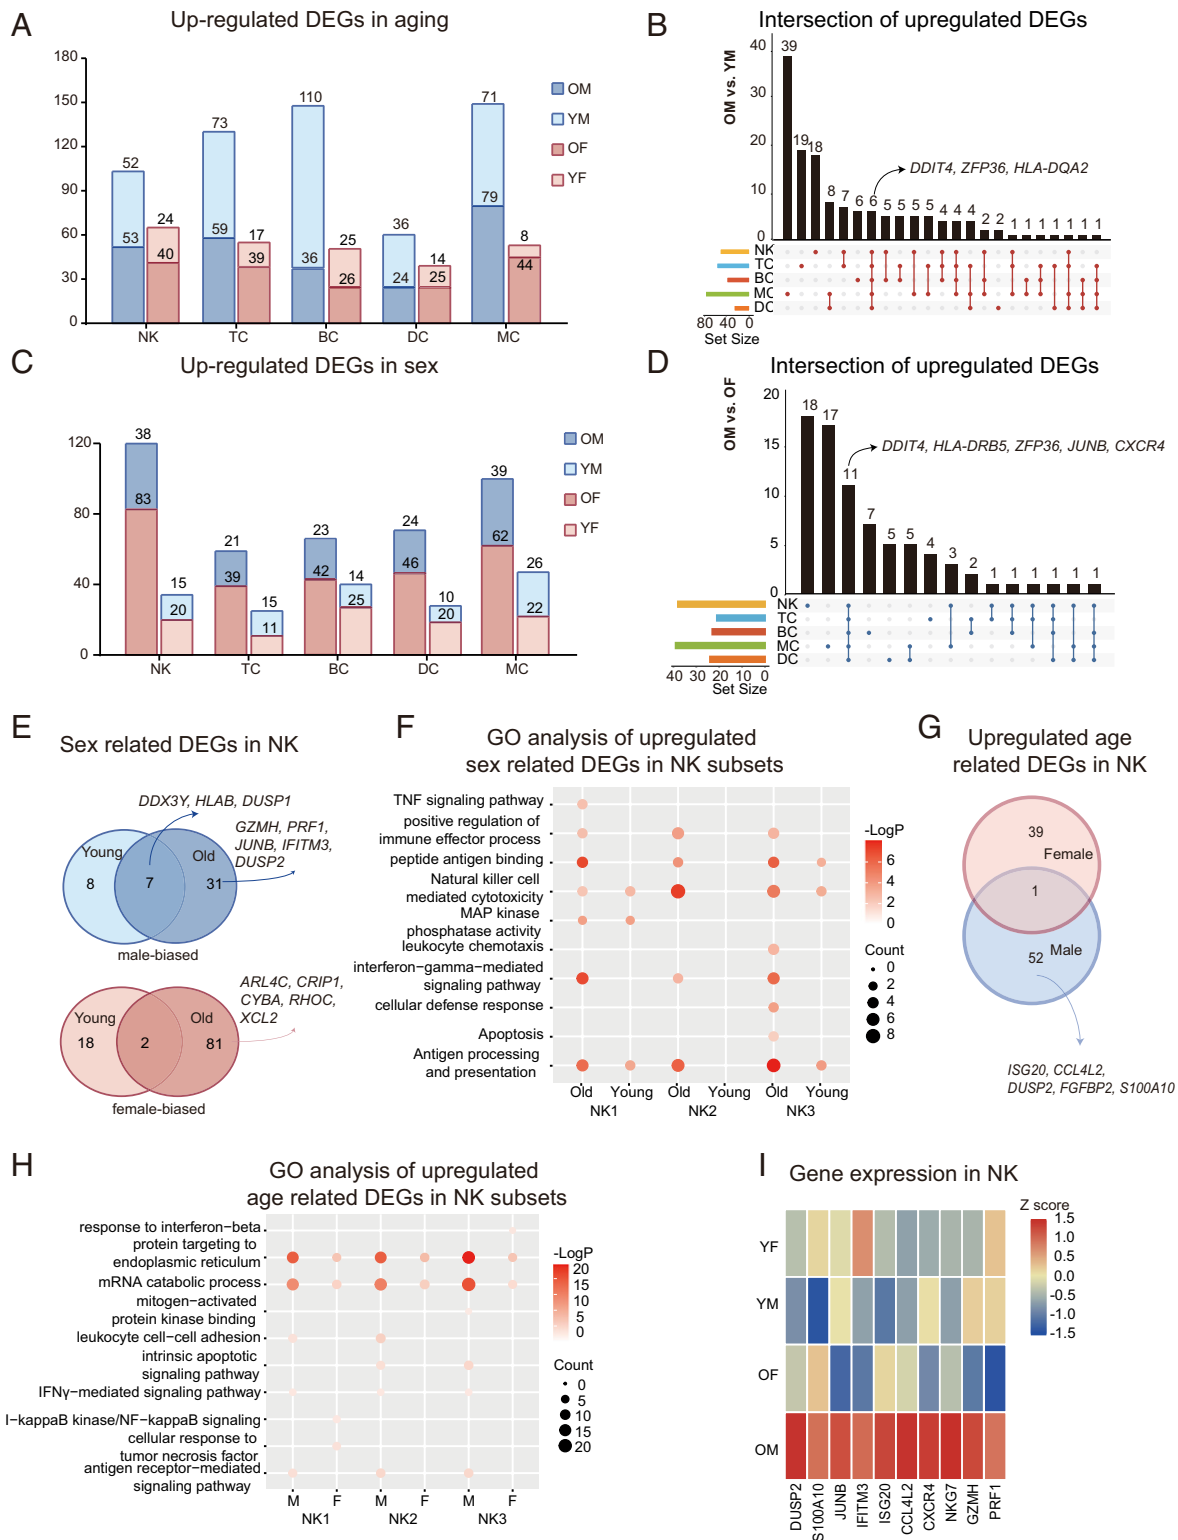 A
Up-regulated DEGs in aging
180
150
120
90
60
30
0
52
53
24
40
73
59
17
39
110
36
25
26
36
24
14
25
71
79
8
44
NK
TC
BC
DC
MC
OM
YM
OF
YF
B
Intersection of upregulated DEGs
OM vs. YM
40
30
20
10
0
39
19
18
8
7
6
6
5
5
5
5
4
4
4
2
2
1
1
1
1
1
1
1
DDIT4, ZFP36, HLA-DQA2
NK
TC
BC
MC
DC
80 40 0
Set Size
C
Up-regulated DEGs in sex
120
80
40
0
38
83
15
20
21
39
15
11
23
42
14
25
24
46
10
20
39
62
26
22
NK
TC
BC
DC
MC
OM
YM
OF
YF
D
Intersection of upregulated DEGs
OM vs. OF
20
15
10
5
0
18
17
11
7
5
5
4
3
2
1
1
1
1
1
1
DDIT4, HLA-DRB5, ZFP36, JUNB, CXCR4
NK
TC
BC
MC
DC
40 30 20 10 0
Set Size
E
Sex related DEGs in NK
DDX3Y, HLAB, DUSP1
GZMH, PRF1,
JUNB, IFITM3,
DUSP2
Young
Old
8
7
31
male-biased
ARL4C, CRIP1,
CYBA, RHOC,
XCL2
Young
Old
18
2
81
female-biased
F
GO analysis of upregulated
sex related DEGs in NK subsets
TNF signaling pathway
positive regulation of
immune effector process
peptide antigen binding
Natural killer cell
mediated cytotoxicity
MAP kinase
phosphatase activity
leukocyte chemotaxis
interferon-gamma-mediated
signaling pathway
cellular defense response
Apoptosis
Antigen processing
and presentation
Old Young Old Young Old Young
NK1 NK2 NK3
-LogP
6
4
2
0
Count
0
2
4
6
8
G
Upregulated age
related DEGs in NK
39
Female
1
52
Male
ISG20, CCL4L2,
DUSP2, FGFBP2, S100A10
H
GO analysis of upregulated
age related DEGs in NK subsets
response to interferon-beta
protein targeting to
endoplasmic reticulum
mRNA catabolic process
mitogen-activated
protein kinase binding
leukocyte cell-cell adhesion
intrinsic apoptotic
signaling pathway
IFNγ-mediated signaling pathway
I-kappaB kinase/NF-kappaB signaling
cellular response to
tumor necrosis factor
antigen receptor-mediated
signaling pathway
M F M F M F
NK1 NK2 NK3
-LogP
20
15
10
5
0
Count
0
5
10
15
20
I
Gene expression in NK
YF
YM
OF
OM
DUSP2
S100A10
JUNB
IFITM3
ISG20
CCL4L2
CXCR4
NKG7
GZMH
PRF1
Z score
1.5
1.0
0.5
0.0
-0.5
-1.0
-1.5